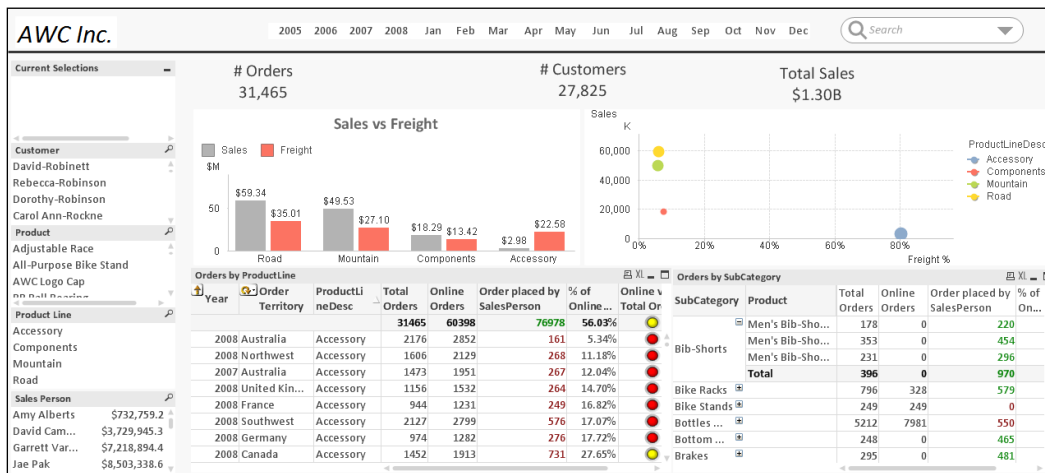 AWC Inc.
2005 2006 2007 2008 Jan Feb Mar Apr May Jun Jul Aug Sep Oct Nov Dec
Search
Current Selections
# Orders
31,465
# Customers
27,825
Total Sales
$1.30B
Customer
David-Robinett
Rebecca-Robinson
Dorothy-Robinson
Carol Ann-Rockne
Product
Adjustable Race
All-Purpose Bike Stand
AWC Logo Cap
BB Ball Bearing
Product Line
Accessory
Components
Mountain
Road
Sales Person
Amy Alberts $732,759.2
David Cam... $3,729,945.3
Garrett Var... $7,218,894.4
Jae Pak $8,503,338.6
Sales vs Freight
Sales Freight
$M
50
0
$59.34 $35.01 $49.53 $27.10 $18.29 $13.42 $2.98 $22.58
Road Mountain Components Accessory
Sales
K
60,000
40,000
20,000
0
0% 20% 40% 60% 80%
Freight %
ProductLineDesc
Accessory
Components
Mountain
Road
Orders by ProductLine XL
Year Order Territory ProductLi neDesc Total Orders Online Orders Order placed by SalesPerson % of Online... Online v Total Or
31465 60398 76978 56.03%
2008 Australia Accessory 2176 2852 161 5.34%
2008 Northwest Accessory 1606 2129 268 11.18%
2007 Australia Accessory 1473 1951 267 12.04%
2008 United Kin... Accessory 1156 1532 264 14.70%
2008 France Accessory 944 1231 249 16.82%
2008 Southwest Accessory 2127 2799 576 17.07%
2008 Germany Accessory 974 1282 276 17.72%
2008 Canada Accessory 1452 1913 731 27.65%
Orders by SubCategory XL
SubCategory Product Total Orders Online Orders Order placed by SalesPerson % of On...
Bib-Shorts
Men's Bib-Sho... 178 0 220
Men's Bib-Sho... 353 0 454
Men's Bib-Sho... 231 0 296
Total 396 0 970
Bike Racks 796 328 579
Bike Stands 249 249 0
Bottles ... 5212 7981 550
Bottom ... 248 0 465
Brakes 295 0 481